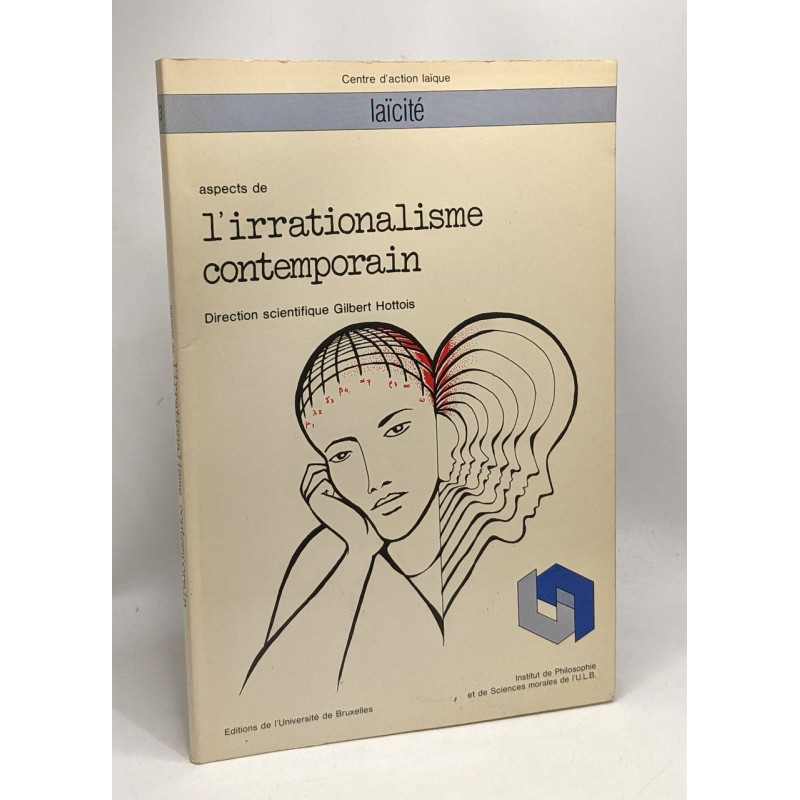 Centre d'action laïque
laïcité
aspects de
l'irrationalisme
contemporain
Direction scientifique Gilbert Hottois
Institut de Philosophie
et de Sciences morales de l'U.L.B.
Editions de l'Université de Bruxelles